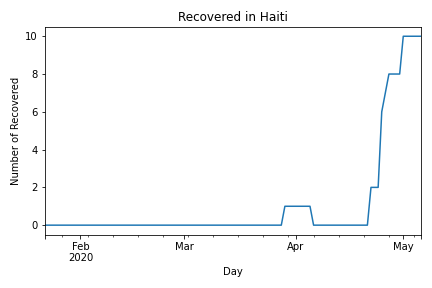 Recovered in Haiti
Number of Recovered
10
8
6
4
2
0
Feb
2020
Mar
Apr
May
Day